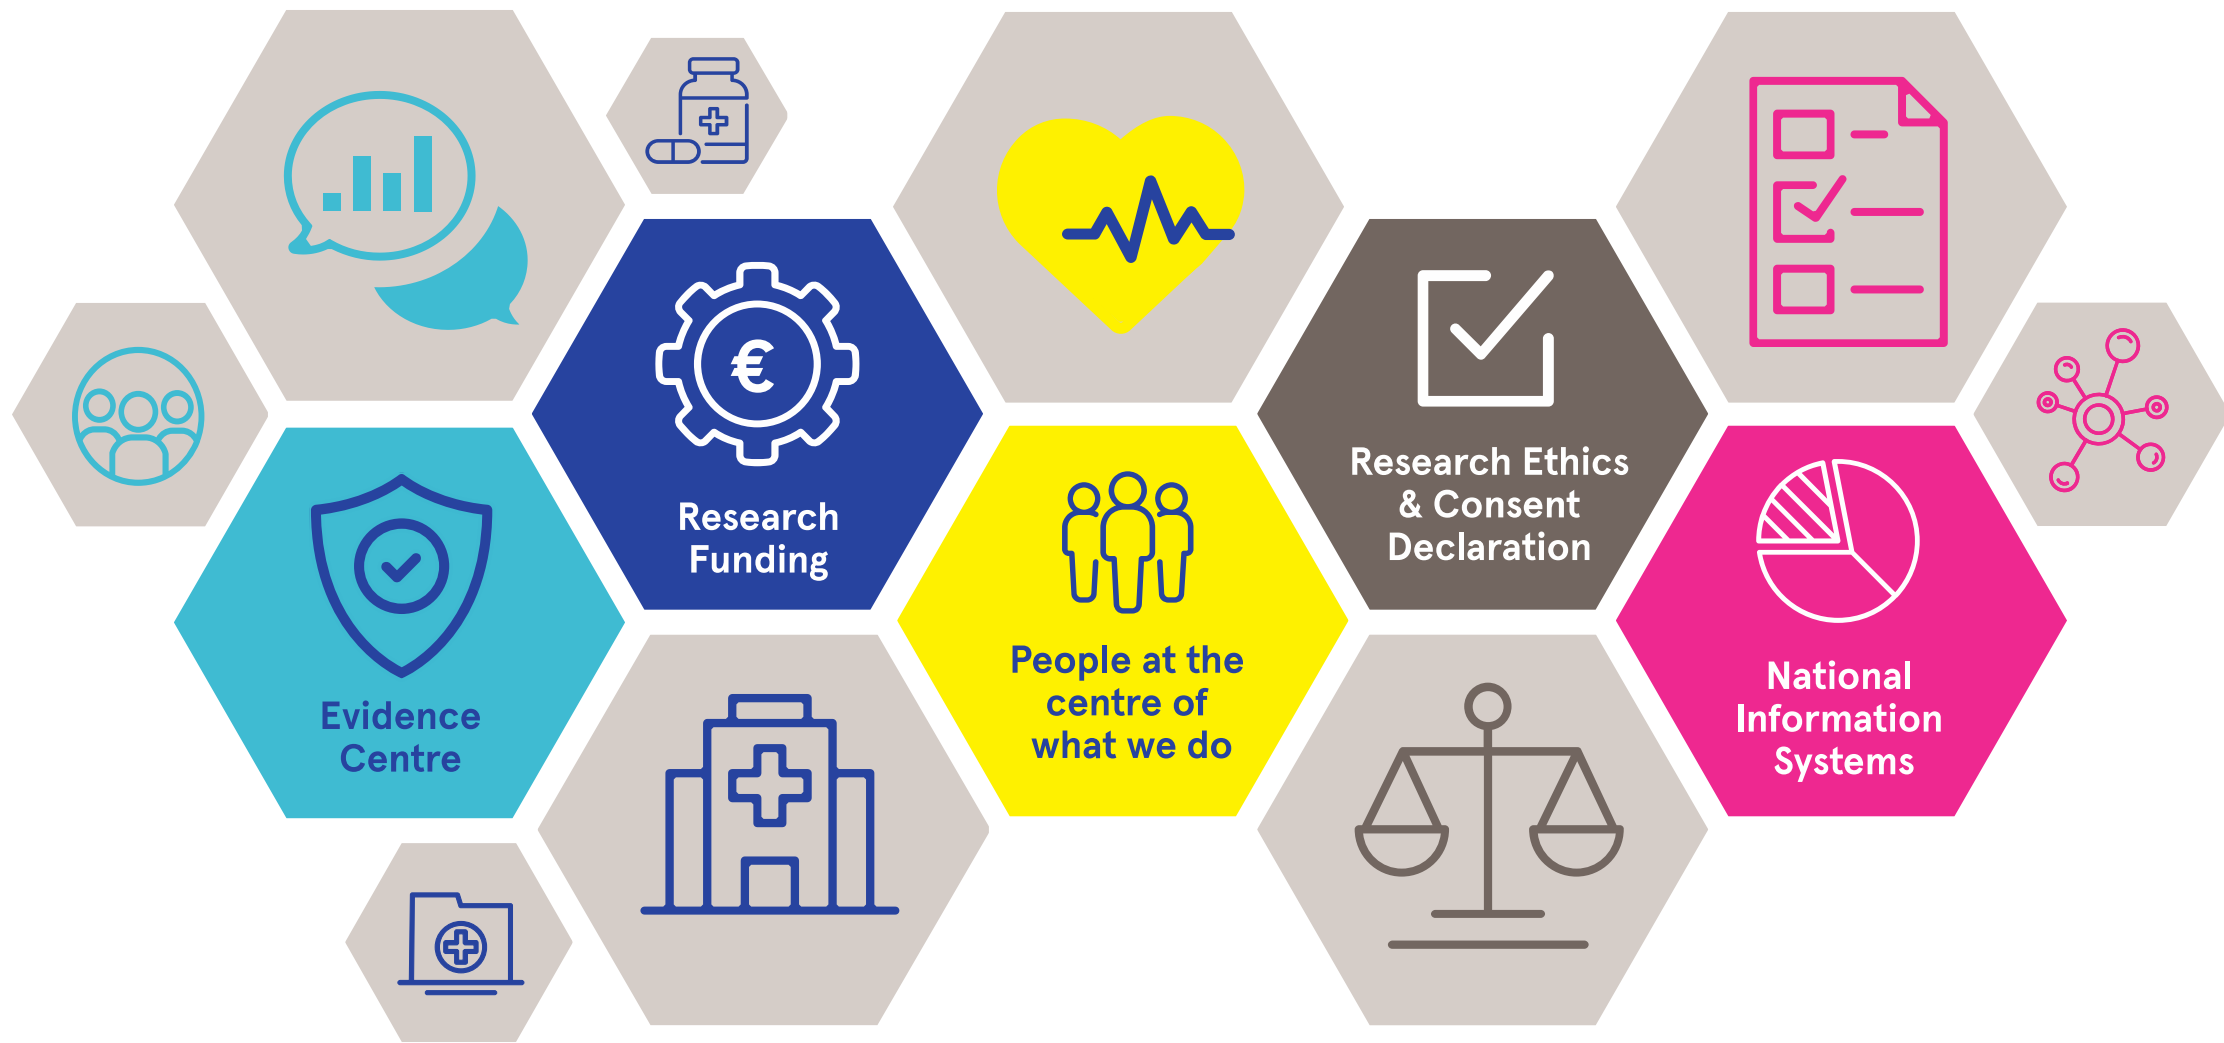 €
Research
Funding
Research Ethics
& Consent
Declaration
Evidence
Centre
People at the
centre of
what we do
National
Information
Systems